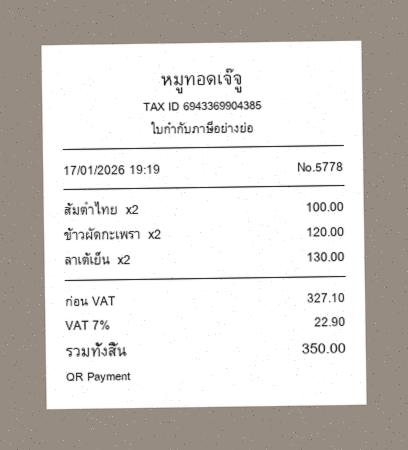 หมูทอดเจ๊จู
TAX ID 6943369904385
ใบกำกับภาษีอย่างย่อ
17/01/2026 19:19 No.5778
ส้มตำไทย x2 100.00
ข้าวผัดกะเพรา x2 120.00
ลาเต้เย็น x2 130.00
ก่อน VAT 327.10
VAT 7% 22.90
รวมทั้งสิ้น 350.00
QR Payment